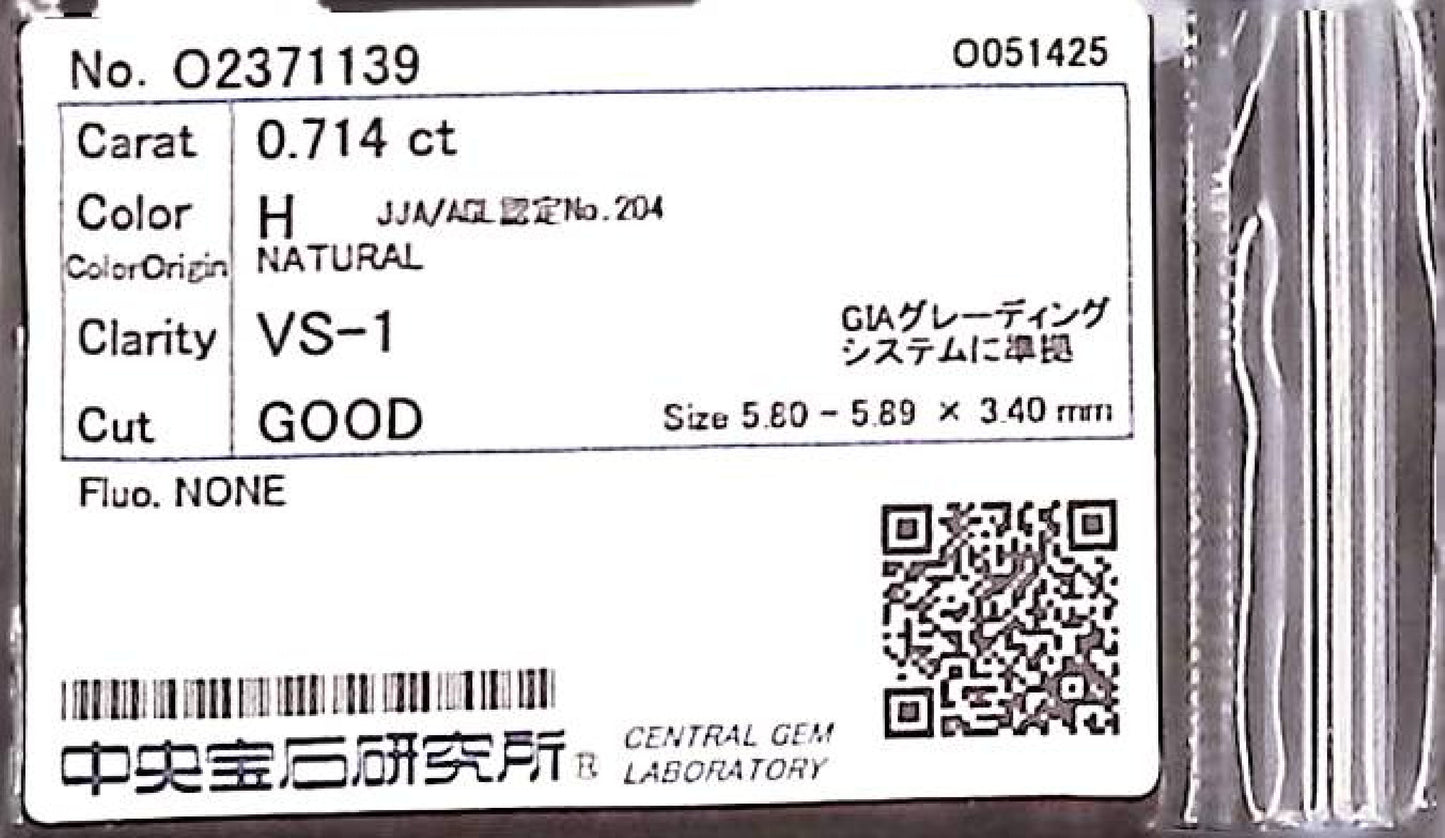 No. O2371139
O051425
Carat 0.714 ct
Color H JJA/AGL認定No.204
ColorOrigin NATURAL
Clarity VS-1
GIAグレーディング
システムに準拠
Cut GOOD
Size 5.80 - 5.89 × 3.40 mm
Fluo. NONE
中央宝石研究所 R
CENTRAL GEM
LABORATORY